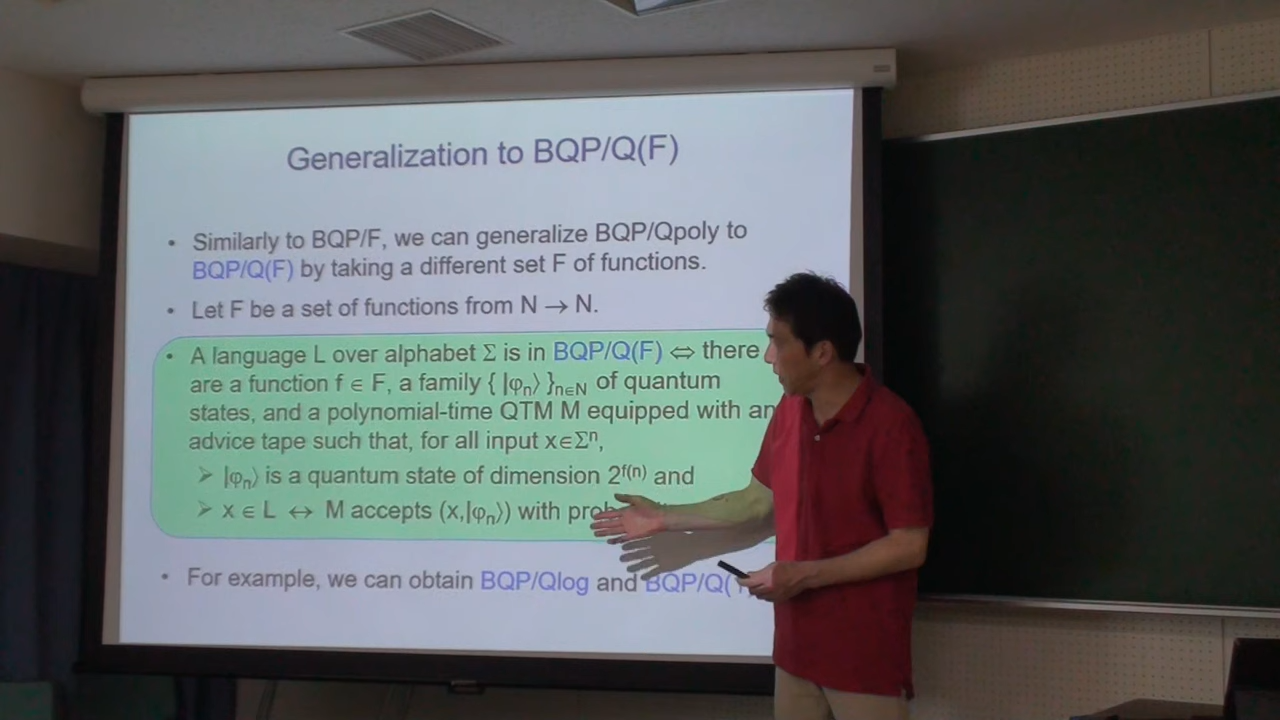 Generalization to BQP/Q(F)
• Similarly to BQP/F, we can generalize BQP/Qpoly to
BQP/Q(F) by taking a different set F of functions.
• Let F be a set of functions from N → N.
• A language L over alphabet Σ is in BQP/Q(F) ⇔ there
are a function f ∈ F, a family { |φₙ⟩ }ₙ∈N of quantum
states, and a polynomial-time QTM M equipped with an
advice tape such that, for all input x∈Σⁿ,
➢ |φₙ⟩ is a quantum state of dimension 2^f(n) and
➢ x ∈ L ↔ M accepts (x,|φₙ⟩) with
• For example, we can obtain BQP/Qlog and BQP/Q(